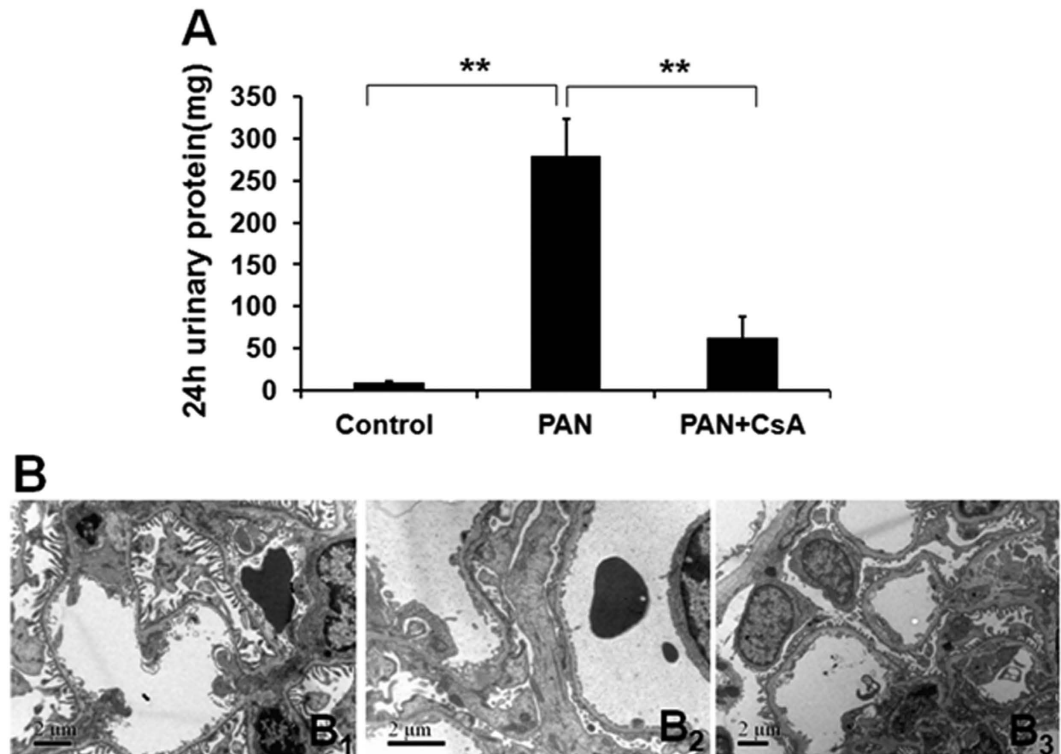 A
** **
24h urinary protein(mg)
350
300
250
200
150
100
50
0
Control PAN PAN+CsA
B
2 μm B1
2 μm B2
2 μm B3